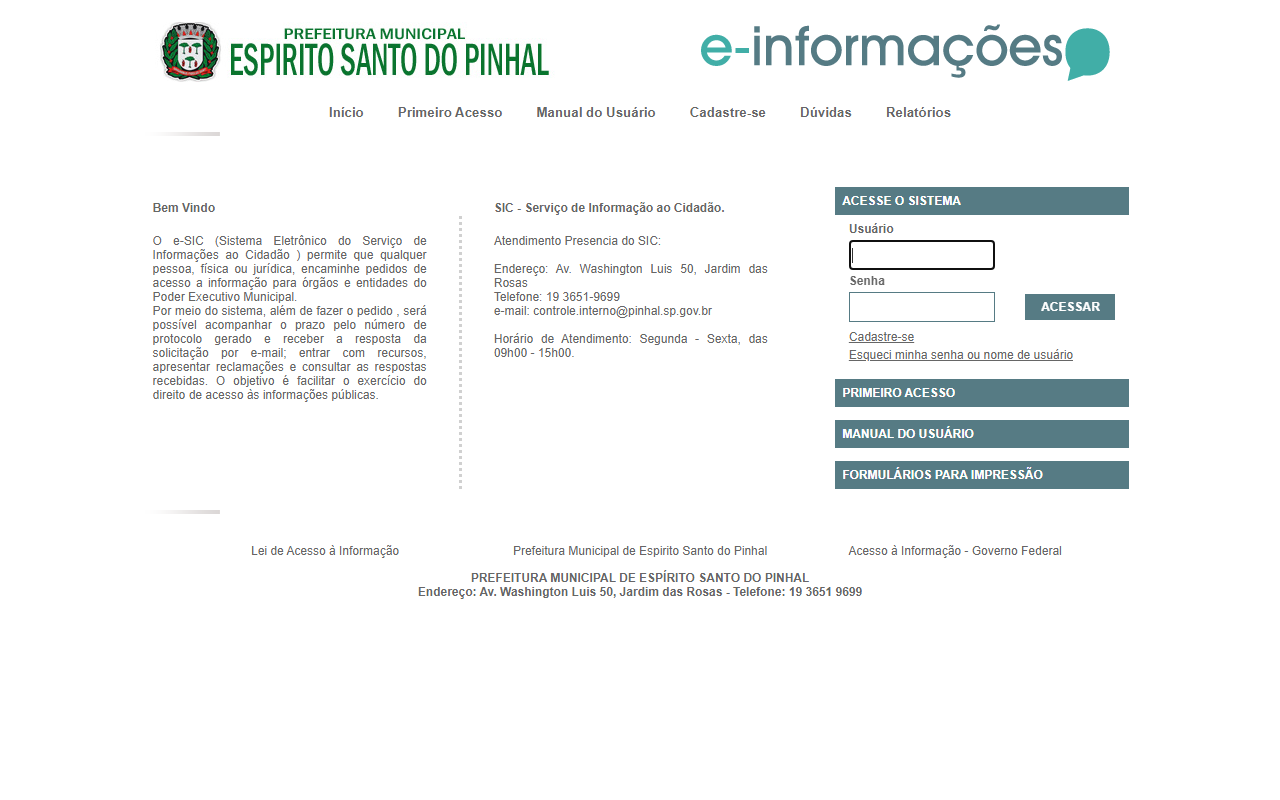 PREFEITURA MUNICIPAL
ESPIRITO SANTO DO PINHAL
e-informações
Início Primeiro Acesso Manual do Usuário Cadastre-se Dúvidas Relatórios
Bem Vindo
O e-SIC (Sistema Eletrônico do Serviço de
Informações ao Cidadão ) permite que qualquer
pessoa, física ou jurídica, encaminhe pedidos de
acesso a informação para órgãos e entidades do
Poder Executivo Municipal.
Por meio do sistema, além de fazer o pedido , será
possível acompanhar o prazo pelo número de
protocolo gerado e receber a resposta da
solicitação por e-mail; entrar com recursos,
apresentar reclamações e consultar as respostas
recebidas. O objetivo é facilitar o exercício do
direito de acesso às informações públicas.
SIC - Serviço de Informação ao Cidadão.
Atendimento Presencia do SIC:
Endereço: Av. Washington Luis 50, Jardim das
Rosas
Telefone: 19 3651-9699
e-mail: controle.interno@pinhal.sp.gov.br
Horário de Atendimento: Segunda - Sexta, das
09h00 - 15h00.
ACESSE O SISTEMA
Usuário
Senha
ACESSAR
Cadastre-se
Esqueci minha senha ou nome de usuário
PRIMEIRO ACESSO
MANUAL DO USUÁRIO
FORMULÁRIOS PARA IMPRESSÃO
Lei de Acesso à Informação Prefeitura Municipal de Espirito Santo do Pinhal Acesso à Informação - Governo Federal
PREFEITURA MUNICIPAL DE ESPÍRITO SANTO DO PINHAL
Endereço: Av. Washington Luis 50, Jardim das Rosas - Telefone: 19 3651 9699